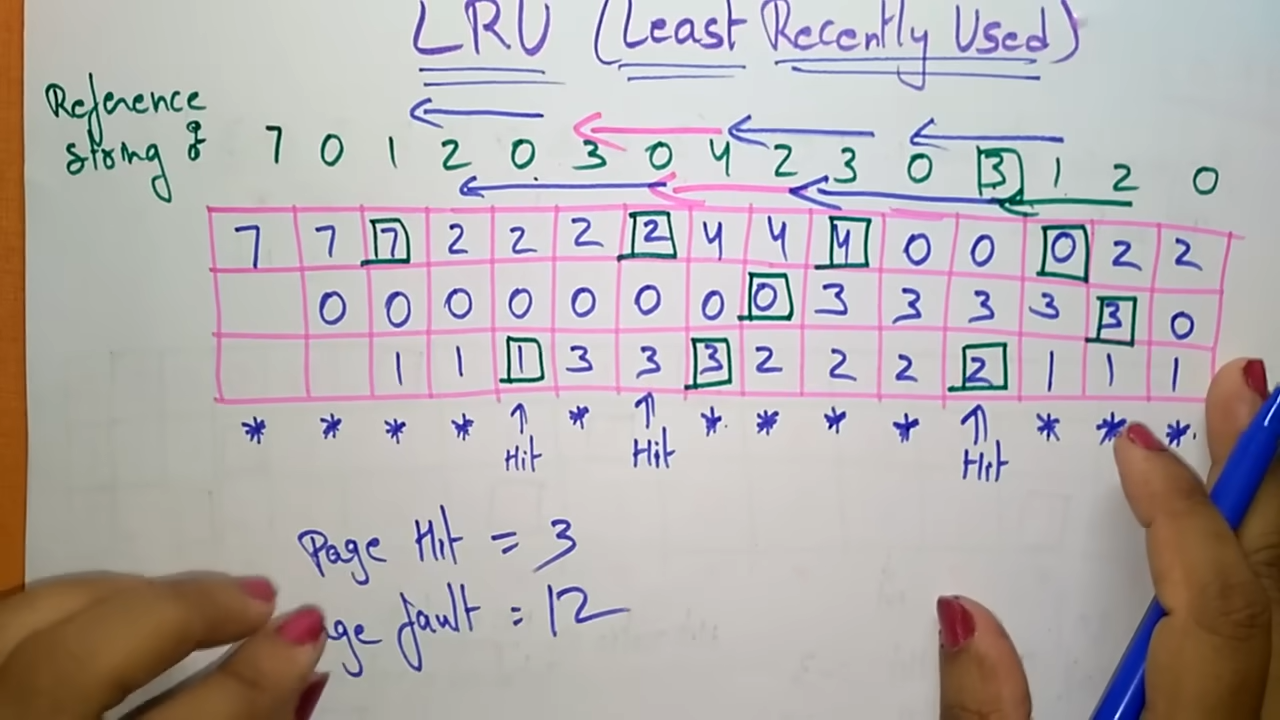 LRU (Least Recently Used)
Reference
string : 7 0 1 2 0 3 0 4 2 3 0 3 1 2 0
7 7 7 2 2 2 2 4 4 4 0 0 0 2 2
0 0 0 0 0 0 0 0 3 3 3 3 3 0
1 1 1 3 3 3 2 2 2 2 1 1 1
* * * * ↑ * ↑ * * * * ↑ * * *
Hit Hit Hit
Page Hit = 3
ge fault : 12